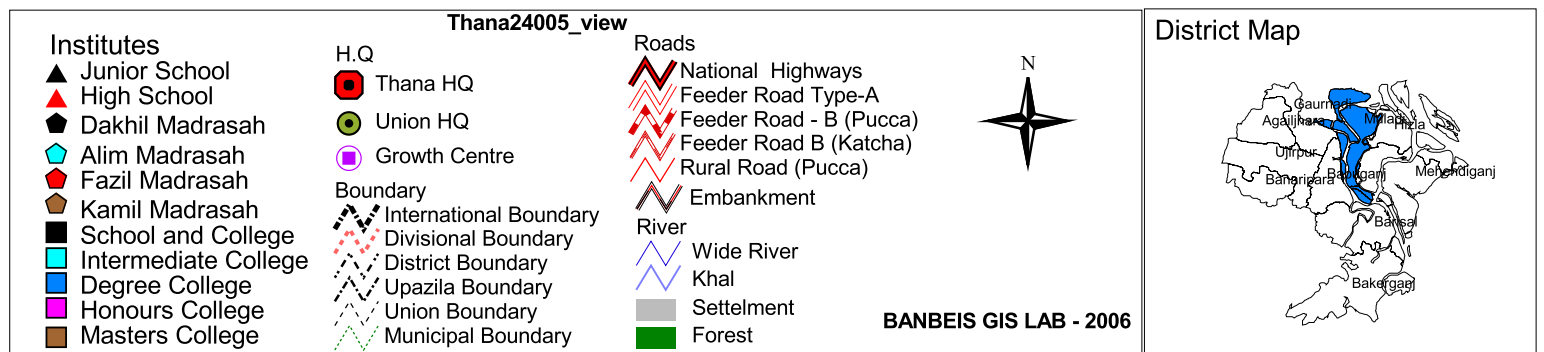 Thana24005_view
Institutes
Junior School
High School
Dakhil Madrasah
Alim Madrasah
Fazil Madrasah
Kamil Madrasah
School and College
Intermediate College
Degree College
Honours College
Masters College
H.Q
Thana HQ
Union HQ
Growth Centre
Boundary
International Boundary
Divisional Boundary
District Boundary
Upazila Boundary
Union Boundary
Municipal Boundary
Roads
National Highways
Feeder Road Type-A
Feeder Road - B (Pucca)
Feeder Road B (Katcha)
Rural Road (Pucca)
Embankment
River
Wide River
Khal
Settelment
Forest
N
BANBEIS GIS LAB - 2006
District Map
Gaurnadi
Agailjhara
Muladi
Hizla
Ujirpur
Banaripara
Babuganj
Mehendiganj
Barisal
Bakerganj